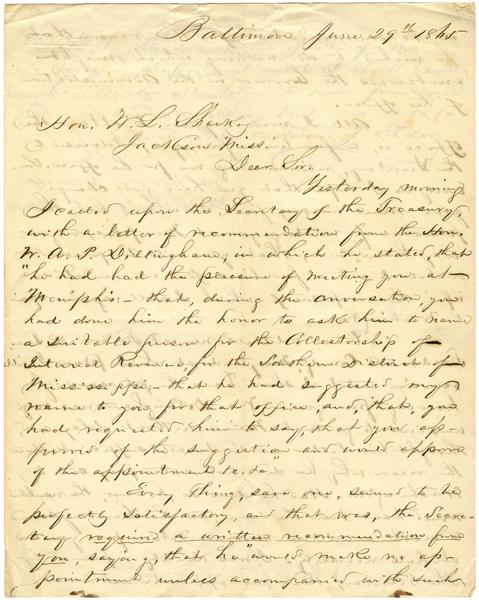 Baltimore June 29th 1865
Hon. W. L. Sharkey
Jackson Miss.
Dear Sir:
Yesterday morning
I called upon the Secretary of the Treasury,
with a letter of recommendation from the Hon.
W. A. P. Dillingham, in which he stated, that
"he had had the pleasure of meeting you at
Memphis:- that, during the conversation, you
had done him the honor to ask him to name
a suitable person for the Collectorship of
Internal Revenue, for the Southern District of
Mississippi:- that he had suggested my
name to you for that office, and, that, you
had requested him to say, that you ap-
proved of the suggestion and would approve
of the appointment &c. &c"
Every thing, save one, seemed to be
perfectly satisfactory, and that was, the Secre-
tary required a written recommendation from
you, saying, that he "would make no ap-
pointment, unless accompanied with such